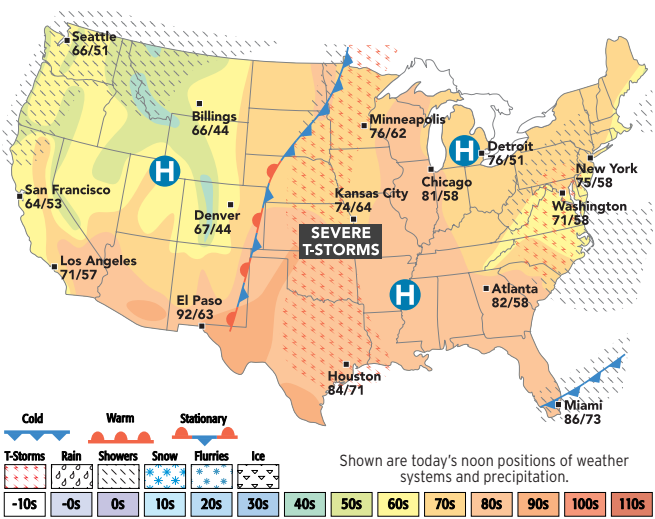 Seattle
66/51
Billings
66/44
Minneapolis
76/62
H
Detroit
76/51
H
New York
75/58
Chicago
81/58
San Francisco
64/53
Kansas City
74/64
Washington
71/58
Denver
67/44
SEVERE
T-STORMS
Los Angeles
71/57
H
Atlanta
82/58
El Paso
92/63
Houston
84/71
Miami
86/73
Cold
Warm
Stationary
T-Storms Rain Showers Snow Flurries Ice
Shown are today's noon positions of weather
systems and precipitation.
-10s -0s 0s 10s 20s 30s 40s 50s 60s 70s 80s 90s 100s 110s